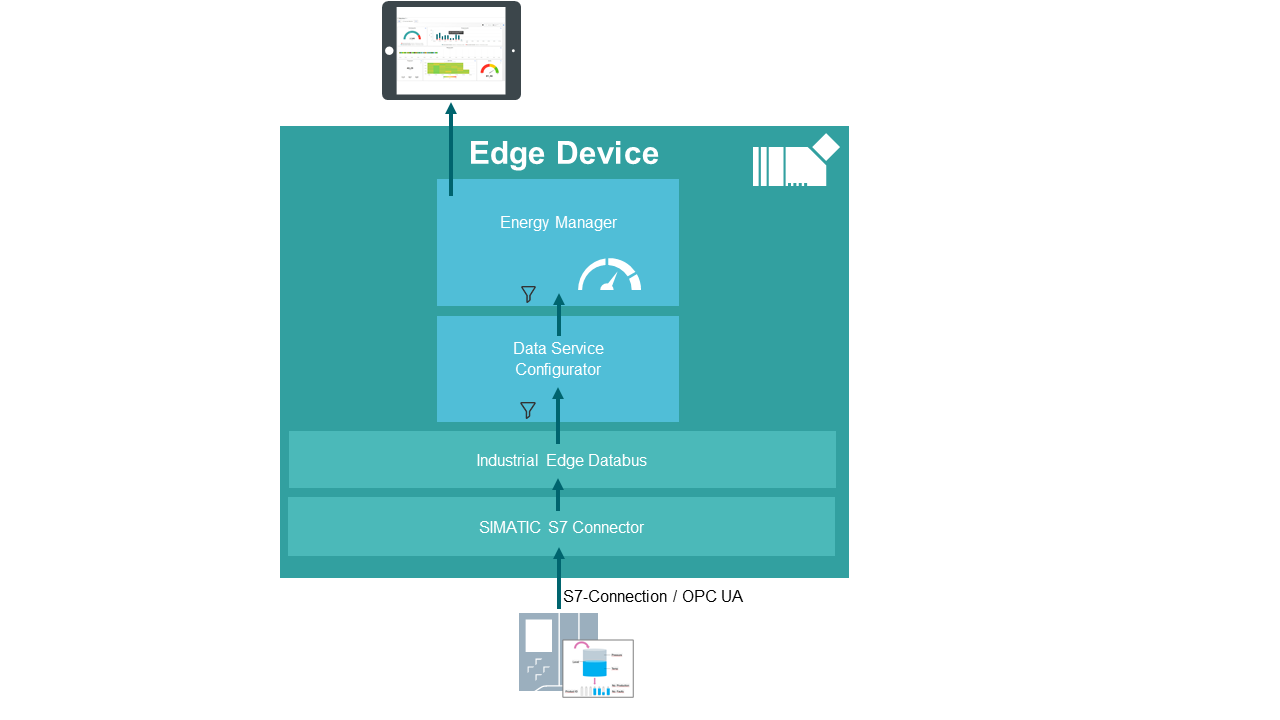 Edge Device
Energy Manager
Data Service
Configurator
Industrial Edge Databus
SIMATIC S7 Connector
S7-Connection / OPC UA